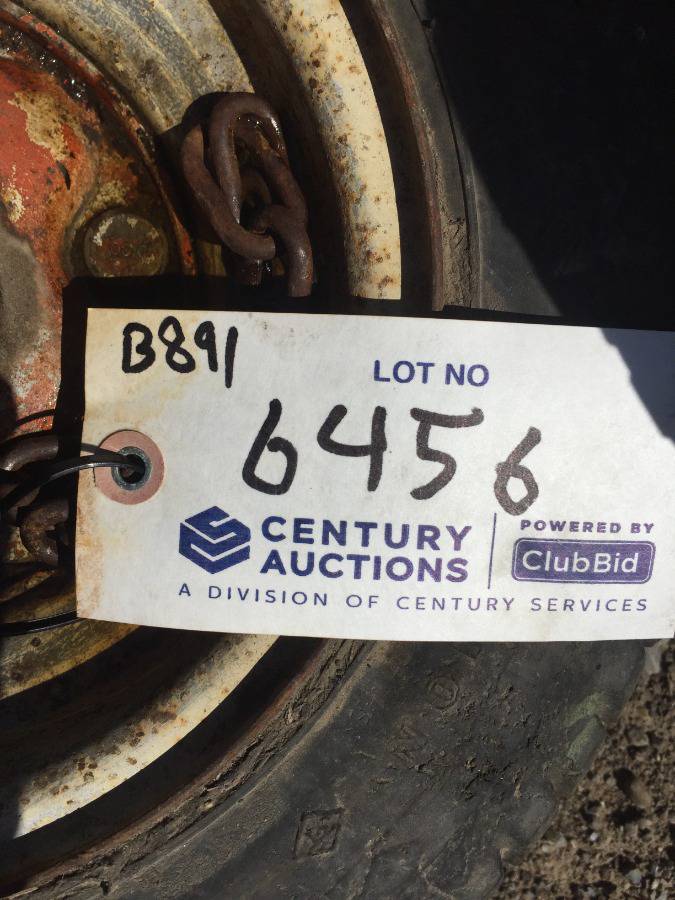 B891
LOT NO
6456
CENTURY
AUCTIONS
POWERED BY
ClubBid
A DIVISION OF CENTURY SERVICES